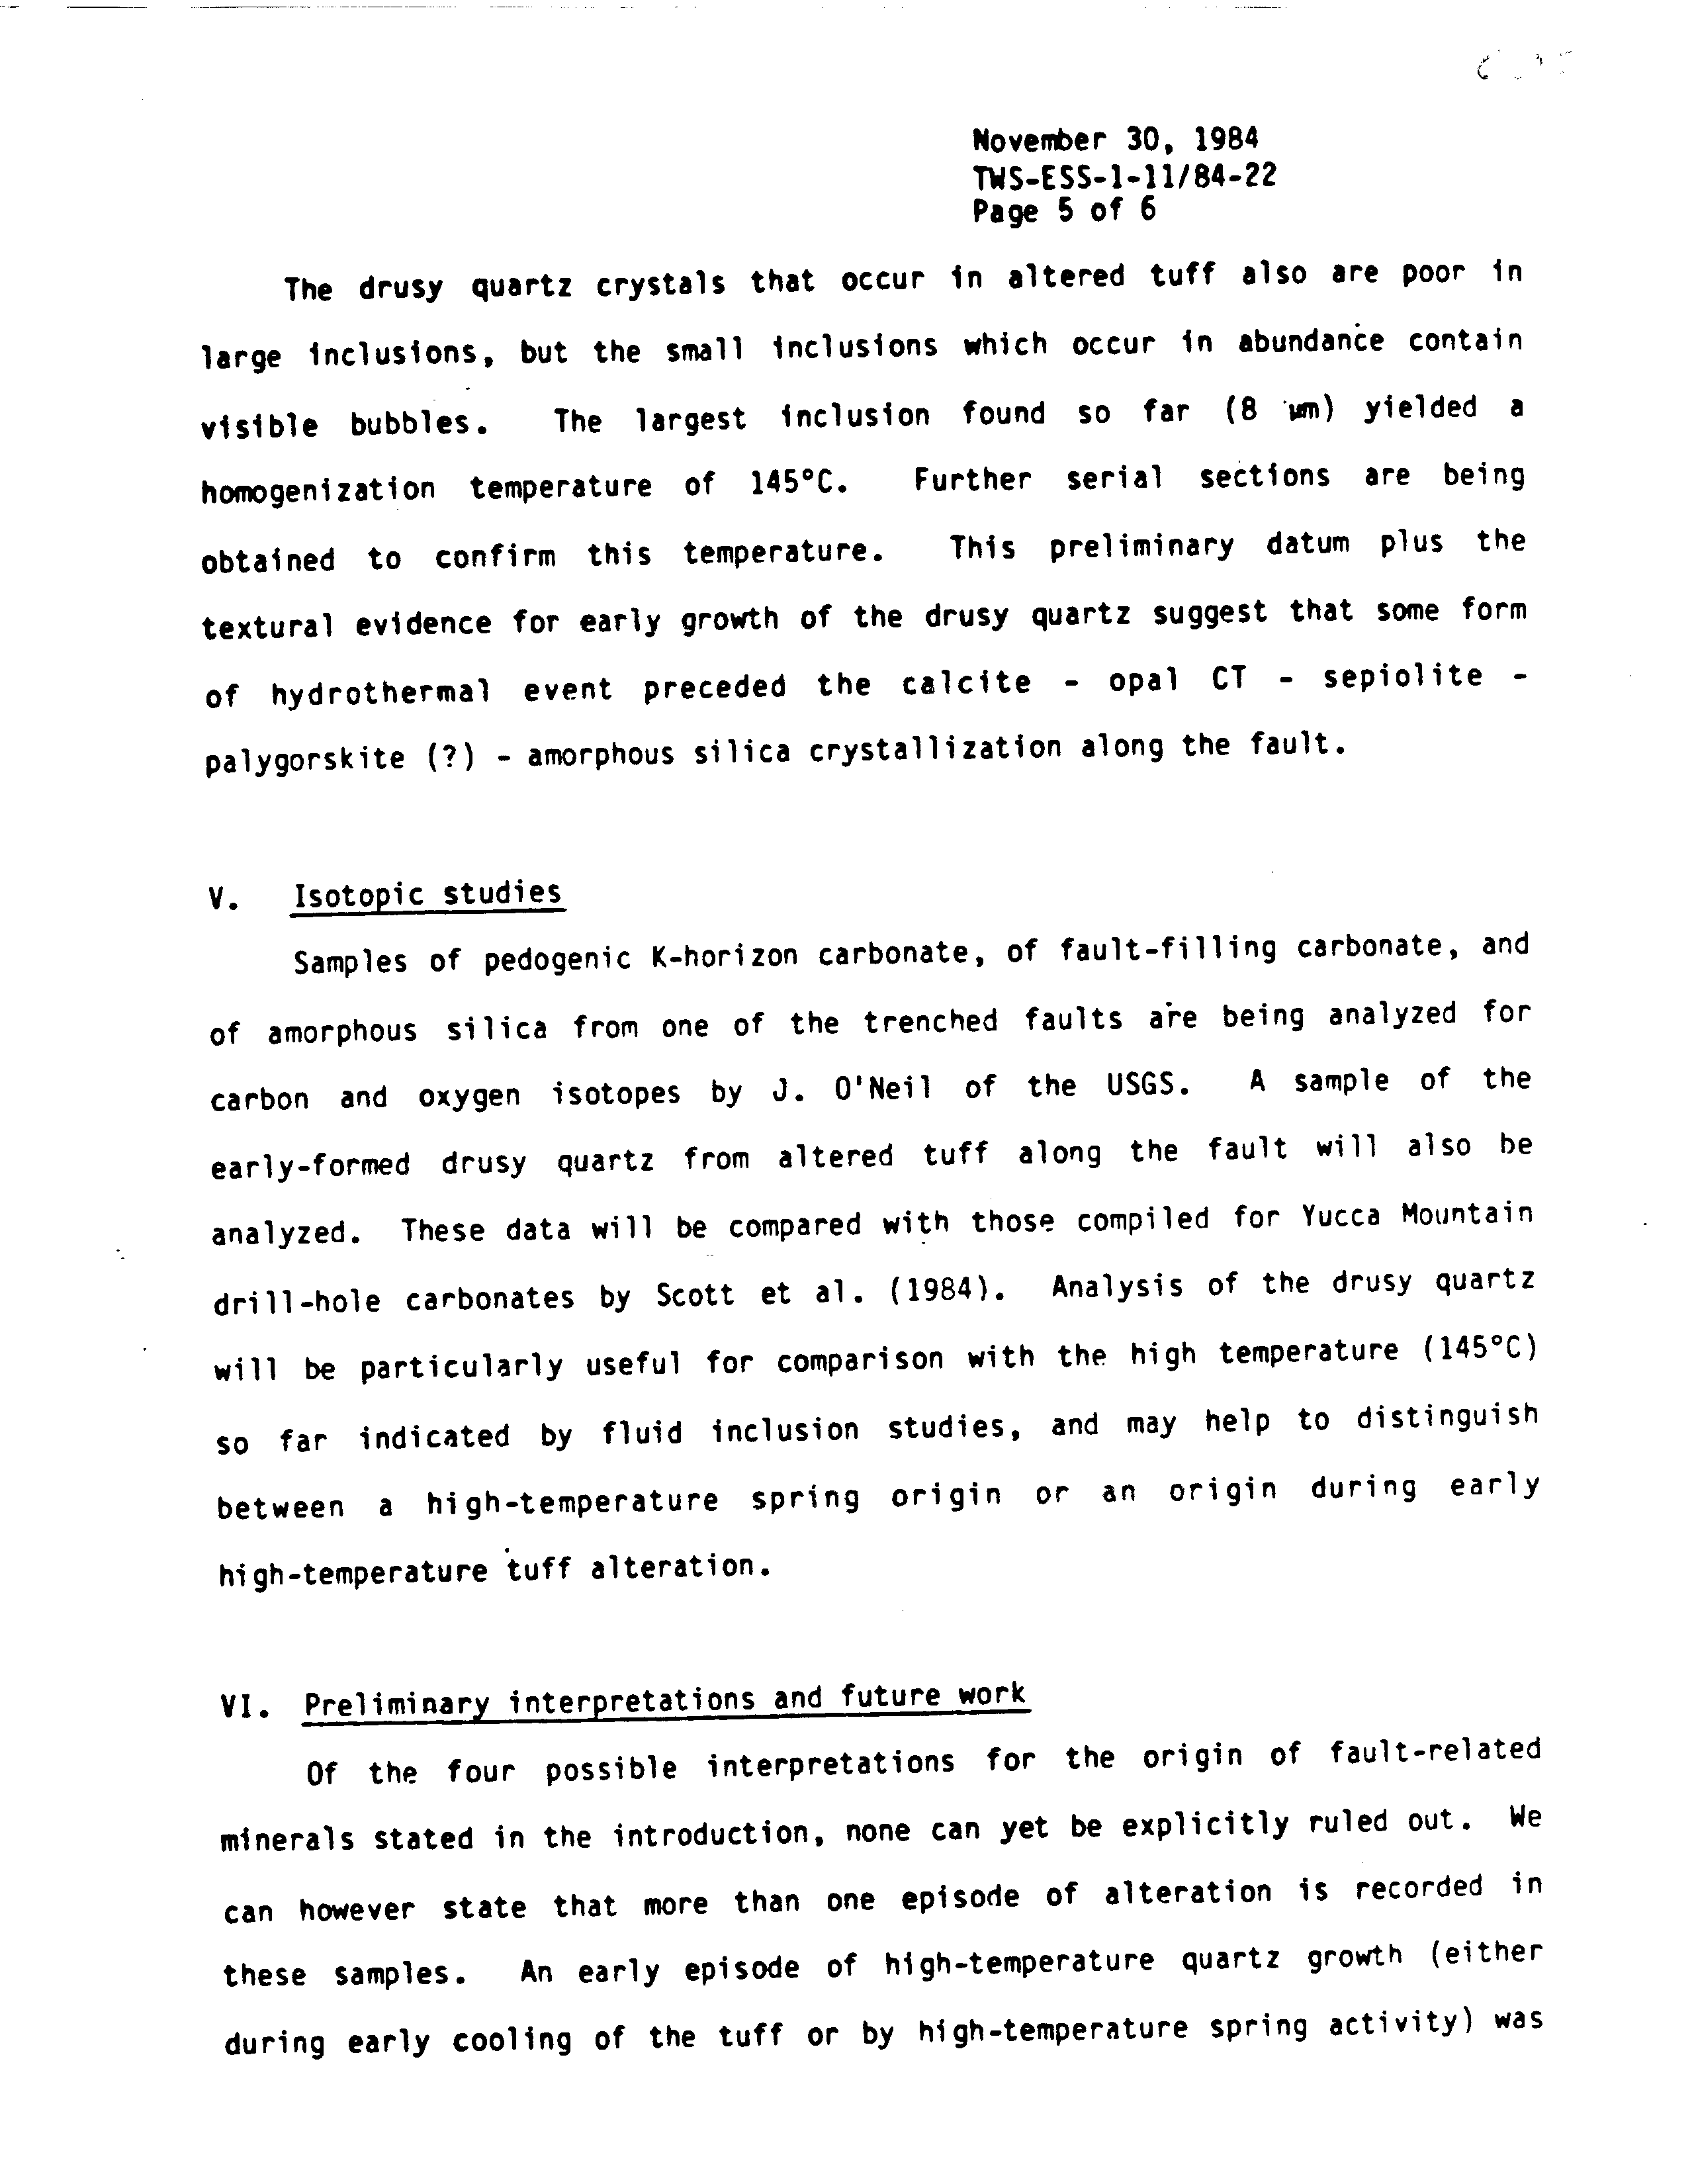 November 30, 1984
TWS-ESS-1-11/84-22
Page 5 of 6
The drusy quartz crystals that occur in altered tuff also are poor in
large inclusions, but the small inclusions which occur in abundance contain
visible bubbles. The largest inclusion found so far (8 um) yielded a
homogenization temperature of 145°C. Further serial sections are being
obtained to confirm this temperature. This preliminary datum plus the
textural evidence for early growth of the drusy quartz suggest that some form
of hydrothermal event preceded the calcite - opal CT - sepiolite -
palygorskite (?) - amorphous silica crystallization along the fault.
V. Isotopic studies
Samples of pedogenic K-horizon carbonate, of fault-filling carbonate, and
of amorphous silica from one of the trenched faults are being analyzed for
carbon and oxygen isotopes by J. O'Neil of the USGS. A sample of the
early-formed drusy quartz from altered tuff along the fault will also be
analyzed. These data will be compared with those compiled for Yucca Mountain
drill-hole carbonates by Scott et al. (1984). Analysis of the drusy quartz
will be particularly useful for comparison with the high temperature (145°C)
so far indicated by fluid inclusion studies, and may help to distinguish
between a high-temperature spring origin or an origin during early
high-temperature tuff alteration.
VI. Preliminary interpretations and future work
Of the four possible interpretations for the origin of fault-related
minerals stated in the introduction, none can yet be explicitly ruled out. We
can however state that more than one episode of alteration is recorded in
these samples. An early episode of high-temperature quartz growth (either
during early cooling of the tuff or by high-temperature spring activity) was